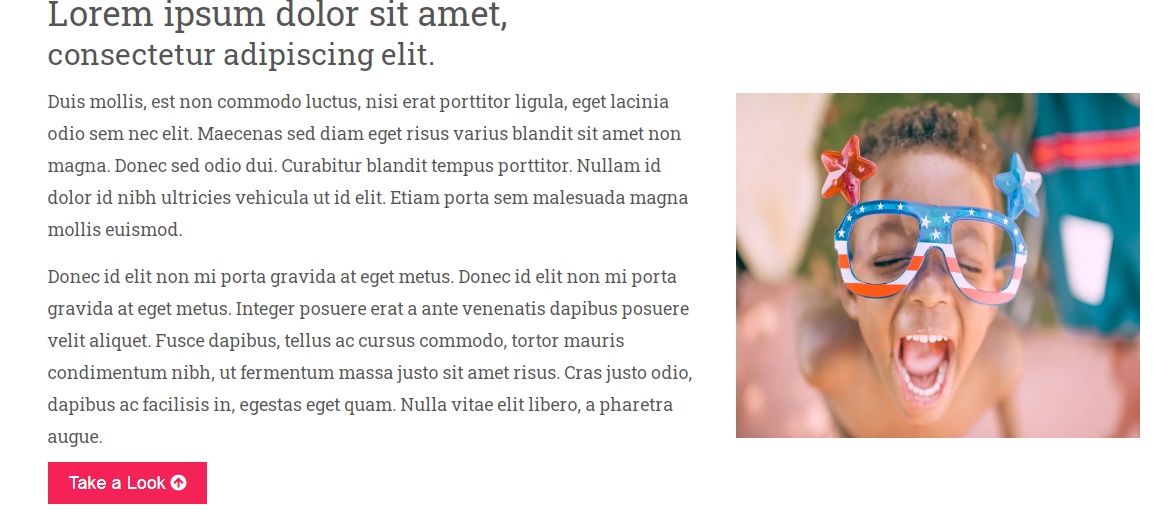 Lorem ipsum dolor sit amet,
consectetur adipiscing elit.
Duis mollis, est non commodo luctus, nisi erat porttitor ligula, eget lacinia
odio sem nec elit. Maecenas sed diam eget risus varius blandit sit amet non
magna. Donec sed odio dui. Curabitur blandit tempus porttitor. Nullam id
dolor id nibh ultricies vehicula ut id elit. Etiam porta sem malesuada magna
mollis euismod.
Donec id elit non mi porta gravida at eget metus. Donec id elit non mi porta
gravida at eget metus. Integer posuere erat a ante venenatis dapibus posuere
velit aliquet. Fusce dapibus, tellus ac cursus commodo, tortor mauris
condimentum nibh, ut fermentum massa justo sit amet risus. Cras justo odio,
dapibus ac facilisis in, egestas eget quam. Nulla vitae elit libero, a pharetra
augue.
Take a Look